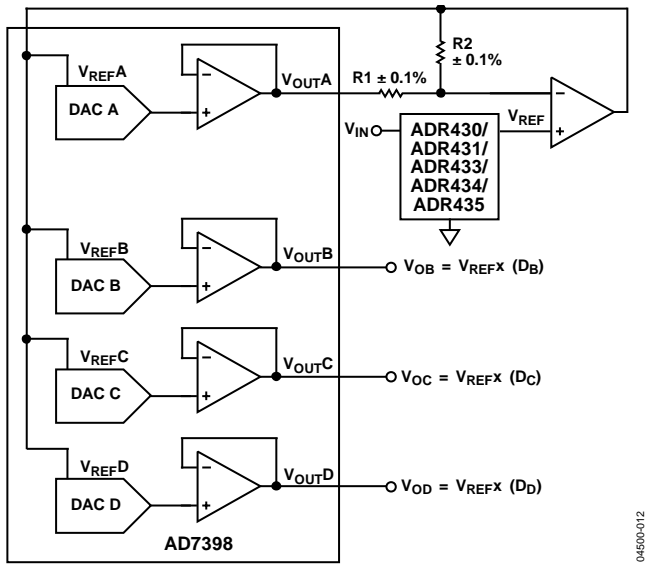 VREFA
DAC A
−
+
VOUTA
R1 ± 0.1%
R2
± 0.1%
VIN
ADR430/
ADR431/
ADR433/
ADR434/
ADR435
VREF
−
+
VREFB
DAC B
−
+
VOUTB
VOB = VREFx (DB)
VREFC
DAC C
−
+
VOUTC
VOC = VREFx (DC)
VREFD
DAC D
−
+
VOUTD
VOD = VREFx (DD)
AD7398
04500-012